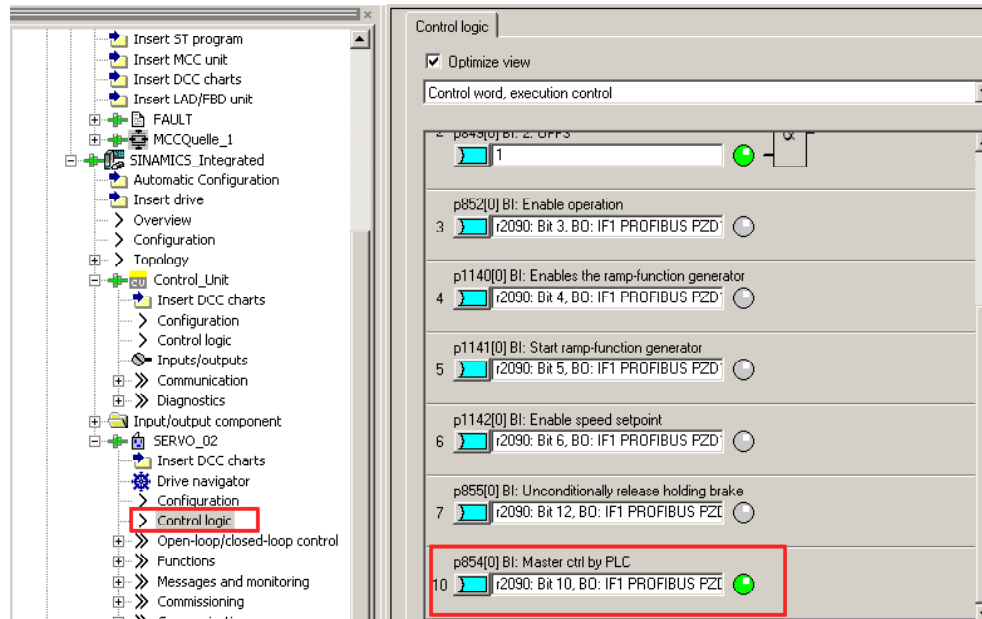 Insert ST program
Insert MCC unit
Insert DCC charts
Insert LAD/FBD unit
FAULT
MCCQuelle_1
SINAMICS_Integrated
Automatic Configuration
Insert drive
Overview
Configuration
Topology
Control_Unit
Insert DCC charts
Configuration
Control logic
Inputs/outputs
Communication
Diagnostics
Input/output component
SERVO_02
Insert DCC charts
Drive navigator
Configuration
Control logic
Open-loop/closed-loop control
Functions
Messages and monitoring
Commissioning
Control logic
Optimize view
Control word, execution control
p849[0] BI: 2. OFF3
1
p852[0] BI: Enable operation
3 r2090: Bit 3, BO: IF1 PROFIBUS PZD
p1140[0] BI: Enables the ramp-function generator
4 r2090: Bit 4, BO: IF1 PROFIBUS PZD
p1141[0] BI: Start ramp-function generator
5 r2090: Bit 5, BO: IF1 PROFIBUS PZD
p1142[0] BI: Enable speed setpoint
6 r2090: Bit 6, BO: IF1 PROFIBUS PZD
p855[0] BI: Unconditionally release holding brake
7 r2090: Bit 12, BO: IF1 PROFIBUS
p854[0] BI: Master ctrl by PLC
10 r2090: Bit 10, BO: IF1 PROFIBUS